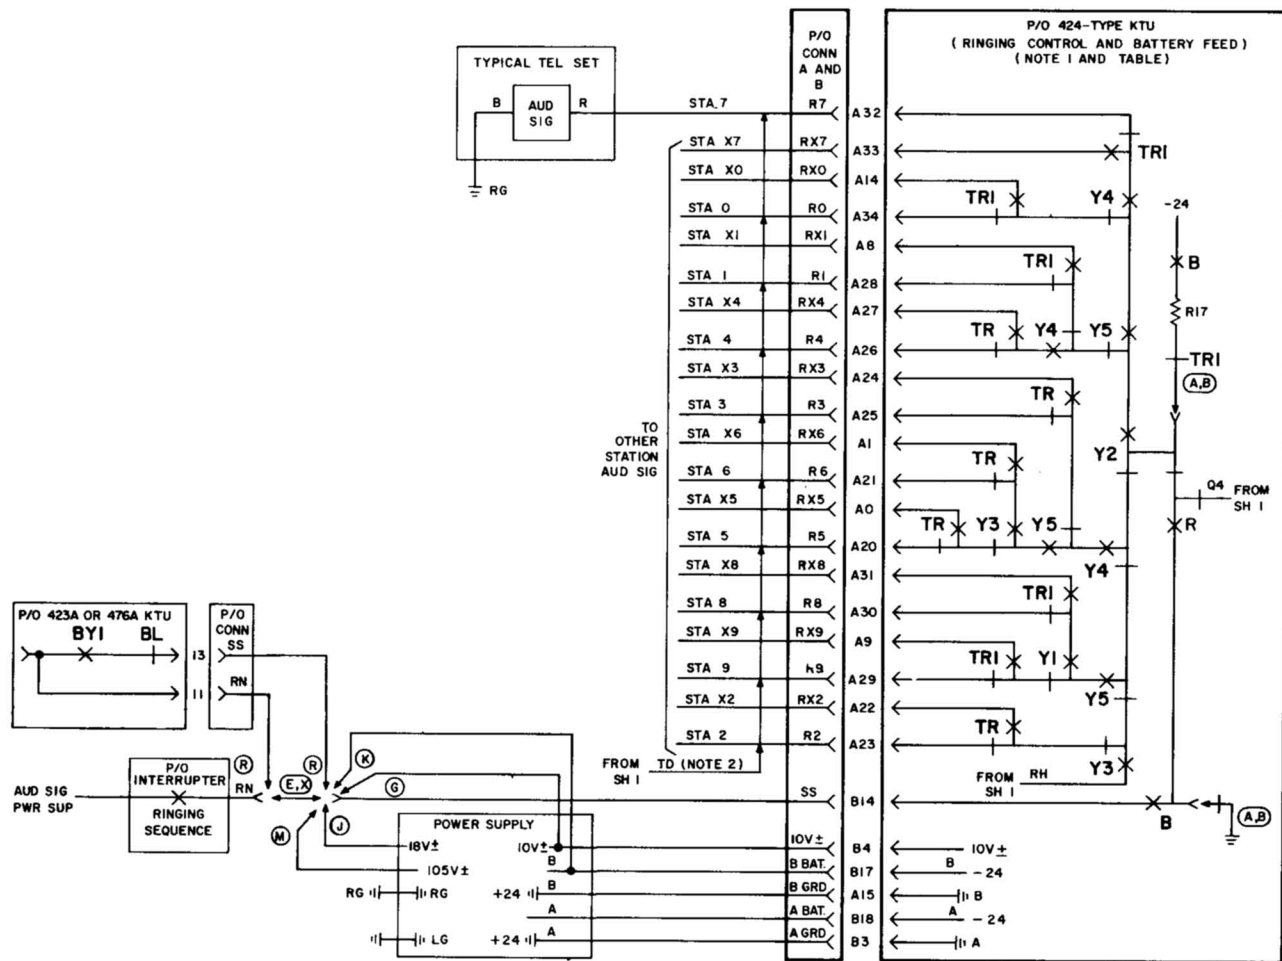 P/O 424-TYPE KTU
(RINGING CONTROL AND BATTERY FEED)
(NOTE 1 AND TABLE)
P/O
CONN
A AND
B
TYPICAL TEL SET
B
AUD
SIG
R
RG
STA 7 R7 A32
STA X7 RX7 A33 TR1
STA X0 RX0 A14
TR1 Y4
STA 0 R0 A34
STA X1 RX1 A8
TR1
STA 1 R1 A28
STA X4 RX4 A27
TR Y4 Y5
STA 4 R4 A26
STA X3 RX3 A24
TR
STA 3 R3 A25
STA X6 RX6 A1
TR
STA 6 R6 A21
STA X5 RX5 A0
TR Y3 Y5
STA 5 R5 A20
Y4
STA X8 RX8 A31
TR1
STA 8 R8 A30
STA X9 RX9 A9
TR1 Y1
STA 9 A29
Y5
STA X2 RX2 A22
TR
STA 2 R2 A23
Y3
-24
B
R17
TR1
A,B
Y2
Q4 FROM
SH 1
R
TO
OTHER
STATION
AUD SIG
FROM
SH 1 TD (NOTE 2)
FROM
SH 1 RH
SS B14
B
A,B
P/O 423A OR 476A KTU
BY1 BL
13
11
P/O
CONN
SS
RN
P/O
INTERRUPTER
RINGING
SEQUENCE
AUD SIG
PWR SUP
R
RN
E,X
R
K
G
M
J
POWER SUPPLY
18V± 10V±
105V± B
RG RG +24 B
A
LG +24 A
10V± B4 10V±
B BAT. B17 B -24
B GRD A15 B
A BAT. B18 A -24
A GRD B3 A